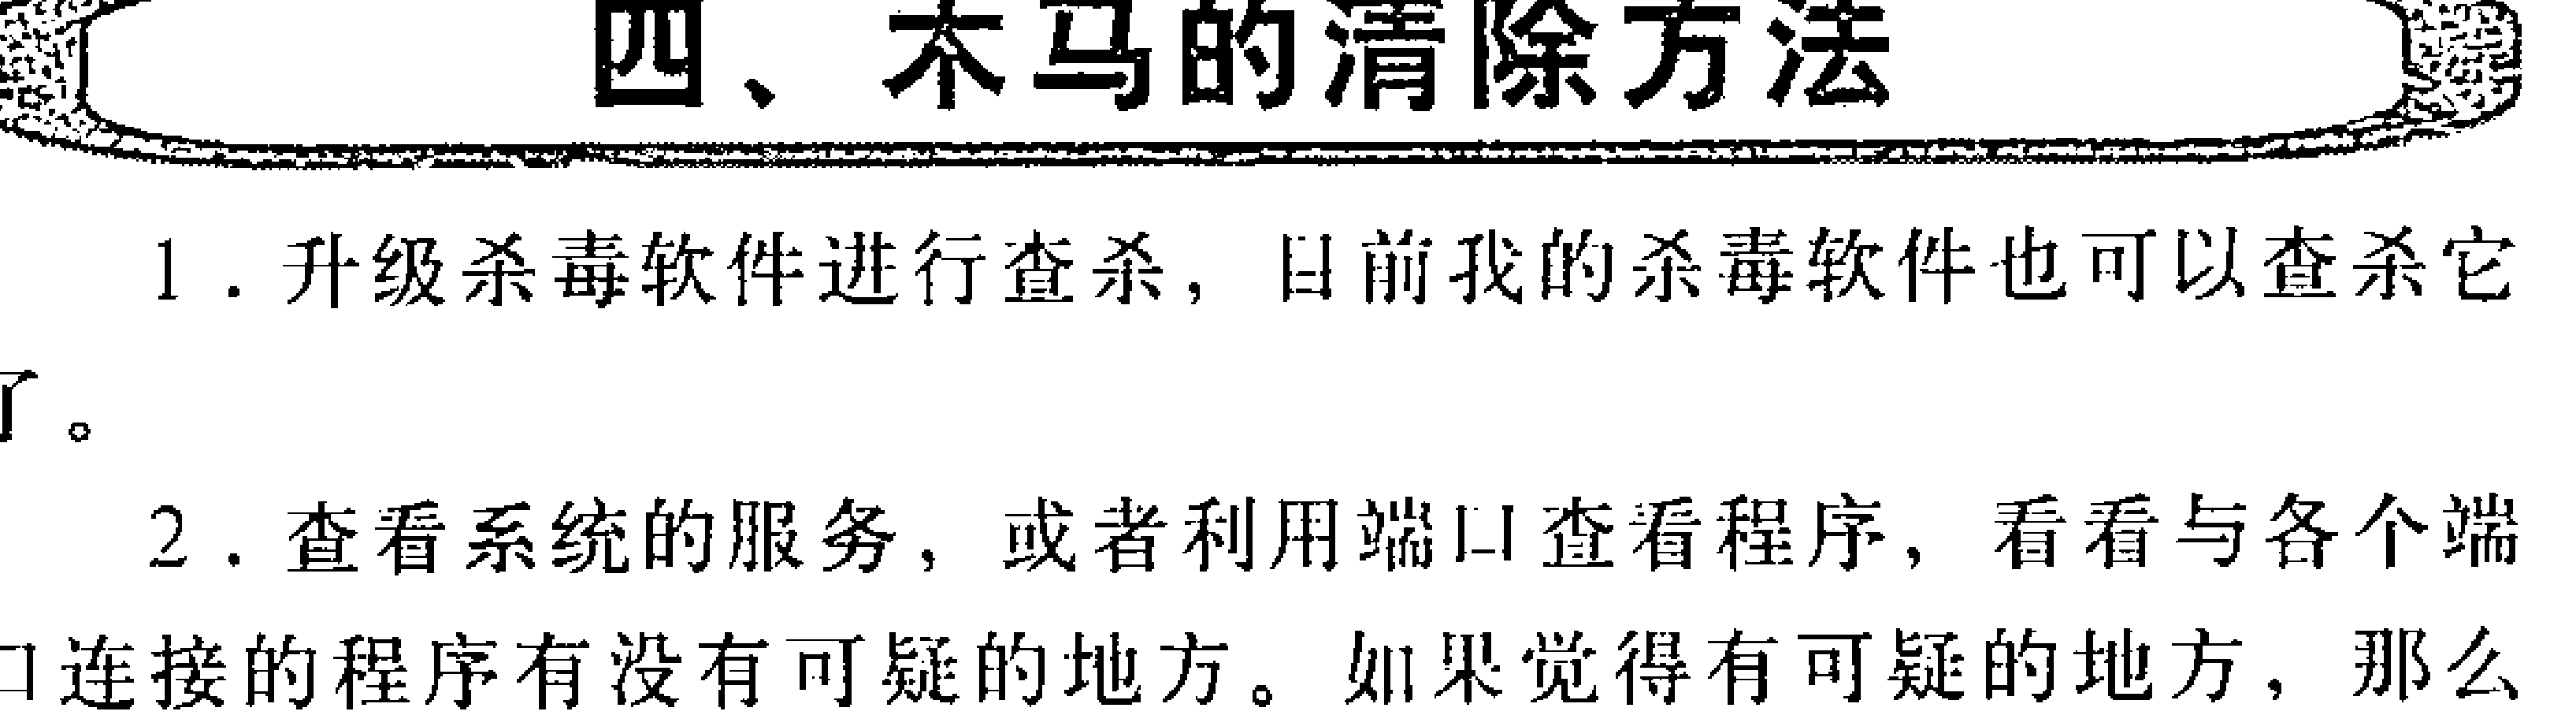 四、木马的清除方法
1．升级杀毒软件进行查杀，目前我的杀毒软件也可以查杀它
了。
2．查看系统的服务，或者利用端口查看程序，看看与各个端
口连接的程序有没有可疑的地方。如果觉得有可疑的地方，那么